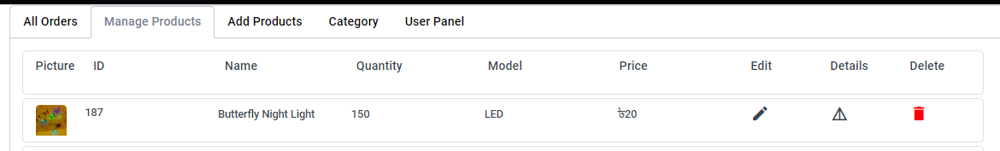 All Orders Manage Products Add Products Category User Panel
Picture ID Name Quantity Model Price Edit Details Delete
187 Butterfly Night Light 150 LED ৳20